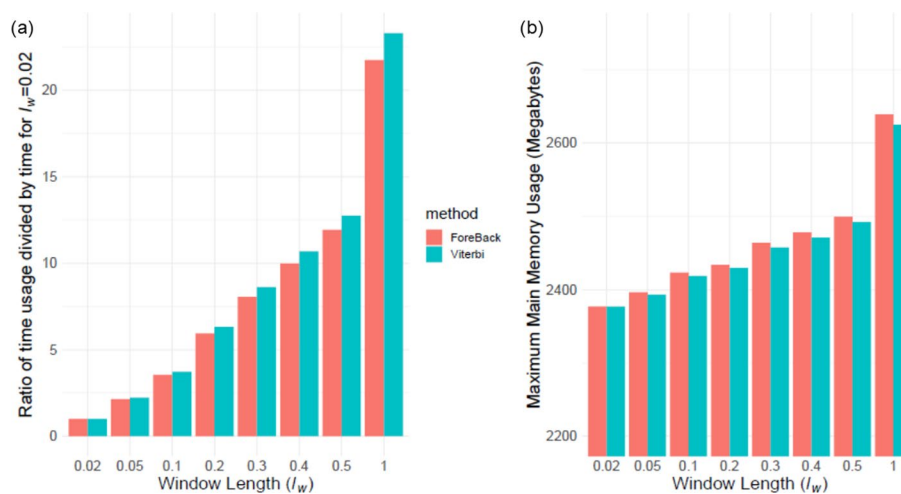 (a)
Ratio of time usage divided by time for l_w=0.02
20
15
10
5
0
0.02 0.05 0.1 0.2 0.3 0.4 0.5 1
Window Length (l_w)
method
ForeBack
Viterbi
(b)
Maximum Main Memory Usage (Megabytes)
2600
2400
2200
0.02 0.05 0.1 0.2 0.3 0.4 0.5 1
Window Length (l_w)